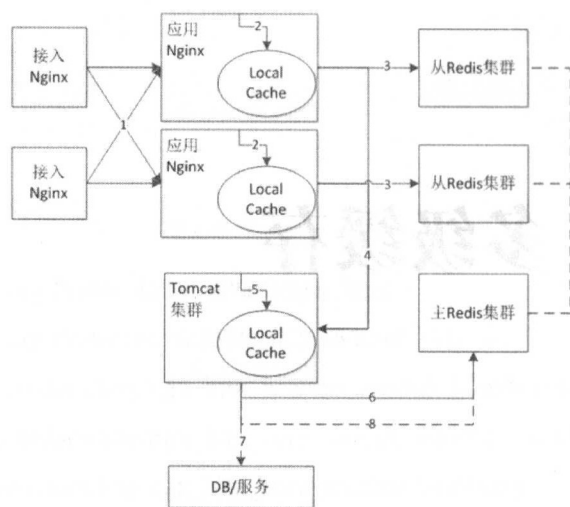 接入
Nginx
应用
Nginx
2
Local
Cache
3
从Redis集群
1
接入
Nginx
应用
Nginx
2
Local
Cache
3
从Redis集群
4
Tomcat
集群
5
Local
Cache
主Redis集群
6
8
7
DB/服务